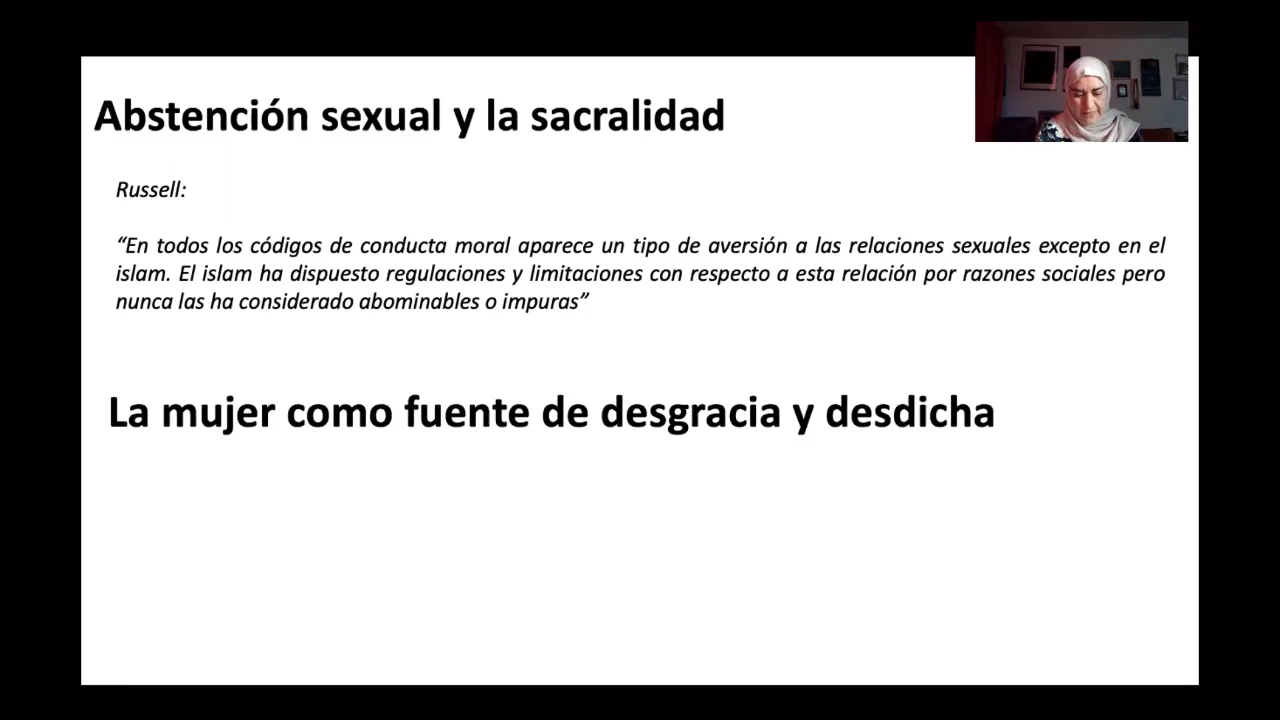 Abstención sexual y la sacralidad
Russell:
“En todos los códigos de conducta moral aparece un tipo de aversión a las relaciones sexuales excepto en el
islam. El islam ha dispuesto regulaciones y limitaciones con respecto a esta relación por razones sociales pero
nunca las ha considerado abominables o impuras”
La mujer como fuente de desgracia y desdicha